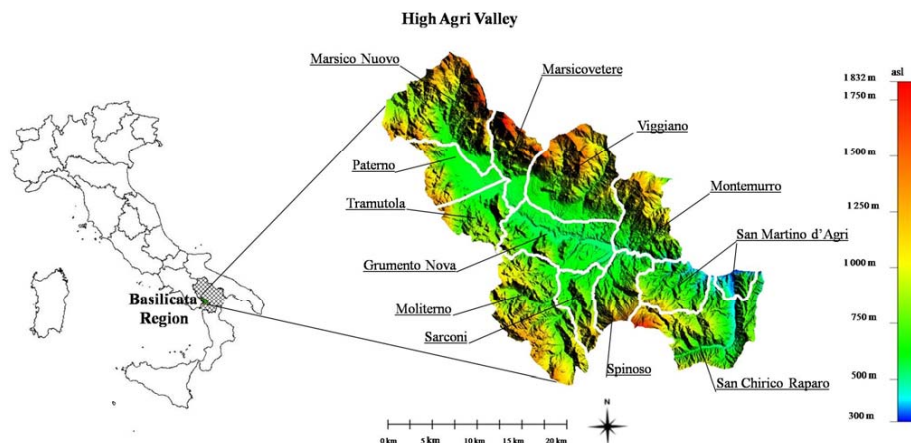 High Agri Valley
Marsico Nuovo
Marsicovetere
Viggiano
Paterno
Tramutola
Montemurro
San Martino d'Agri
Grumento Nova
Moliterno
Sarconi
Spinoso
San Chirico Raparo
Basilicata
Region
asl
1 832 m
1 750 m
1 500 m
1 250 m
1 000 m
750 m
500 m
300 m
N
0 km 5 km 10 km 15 km 20 km